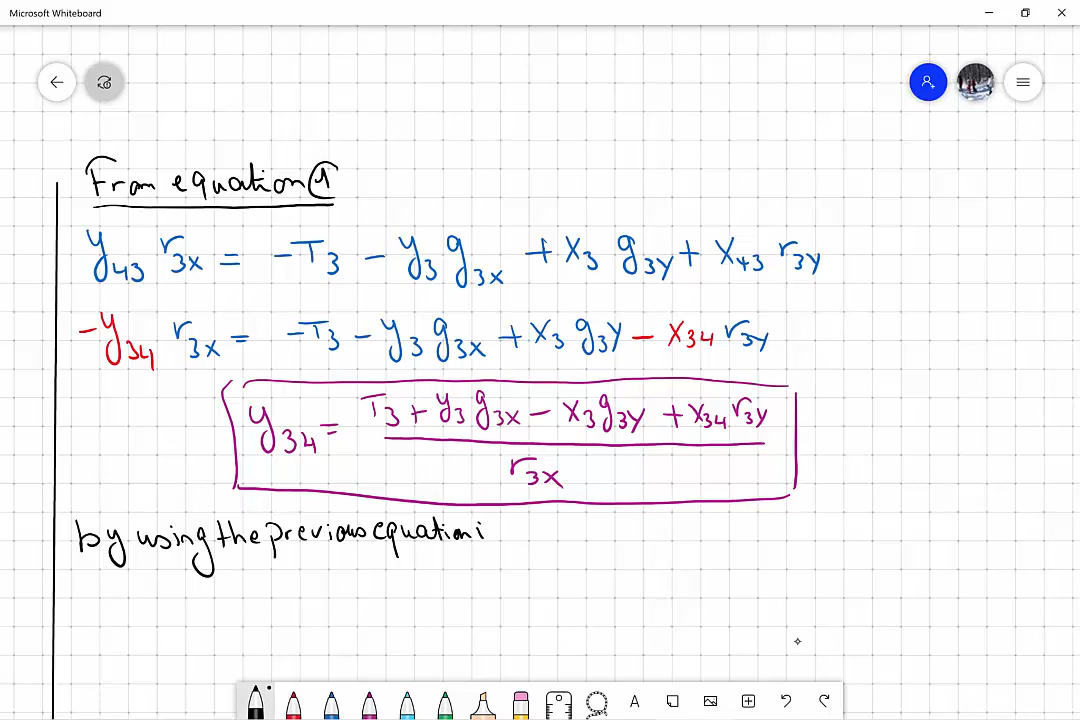 Microsoft Whiteboard
From equation ①
y₄₃ r₃ₓ = -T₃ - y₃ g₃ₓ + x₃ g₃y + x₄₃ r₃y
-y₃₄ r₃ₓ = -T₃ - y₃ g₃ₓ + x₃ g₃y - x₃₄ r₃y
y₃₄ = T₃ + y₃ g₃ₓ - x₃ g₃y + x₃₄ r₃y
r₃ₓ
by using the previous equation i
A